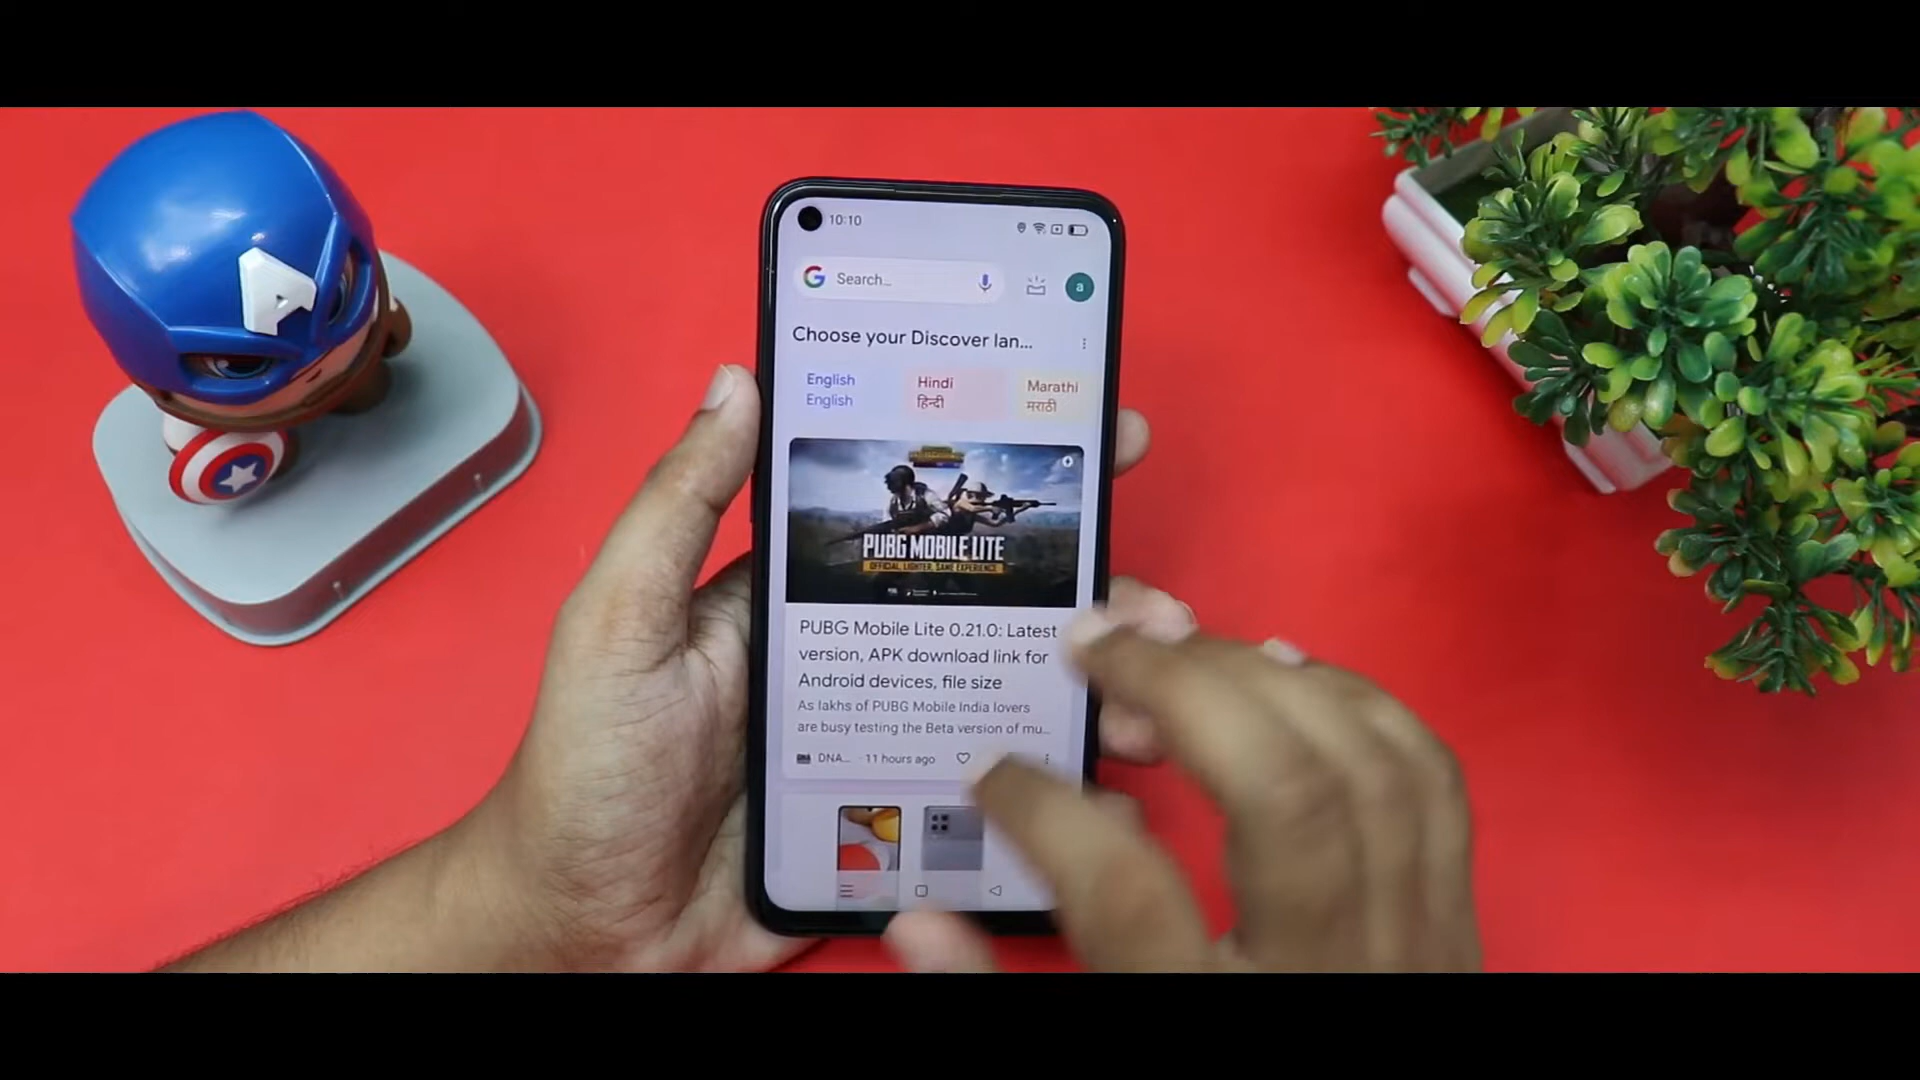 10:10
Search...
a
Choose your Discover lan...
English
English
Hindi
हिन्दी
Marathi
मराठी
PUBG MOBILE LITE
OFFICIAL, LIGHTER, SAME EXPERIENCE
PUBG Mobile Lite 0.21.0: Latest
version, APK download link for
Android devices, file size
As lakhs of PUBG Mobile India lovers
are busy testing the Beta version of mu...
DNA... · 11 hours ago
A